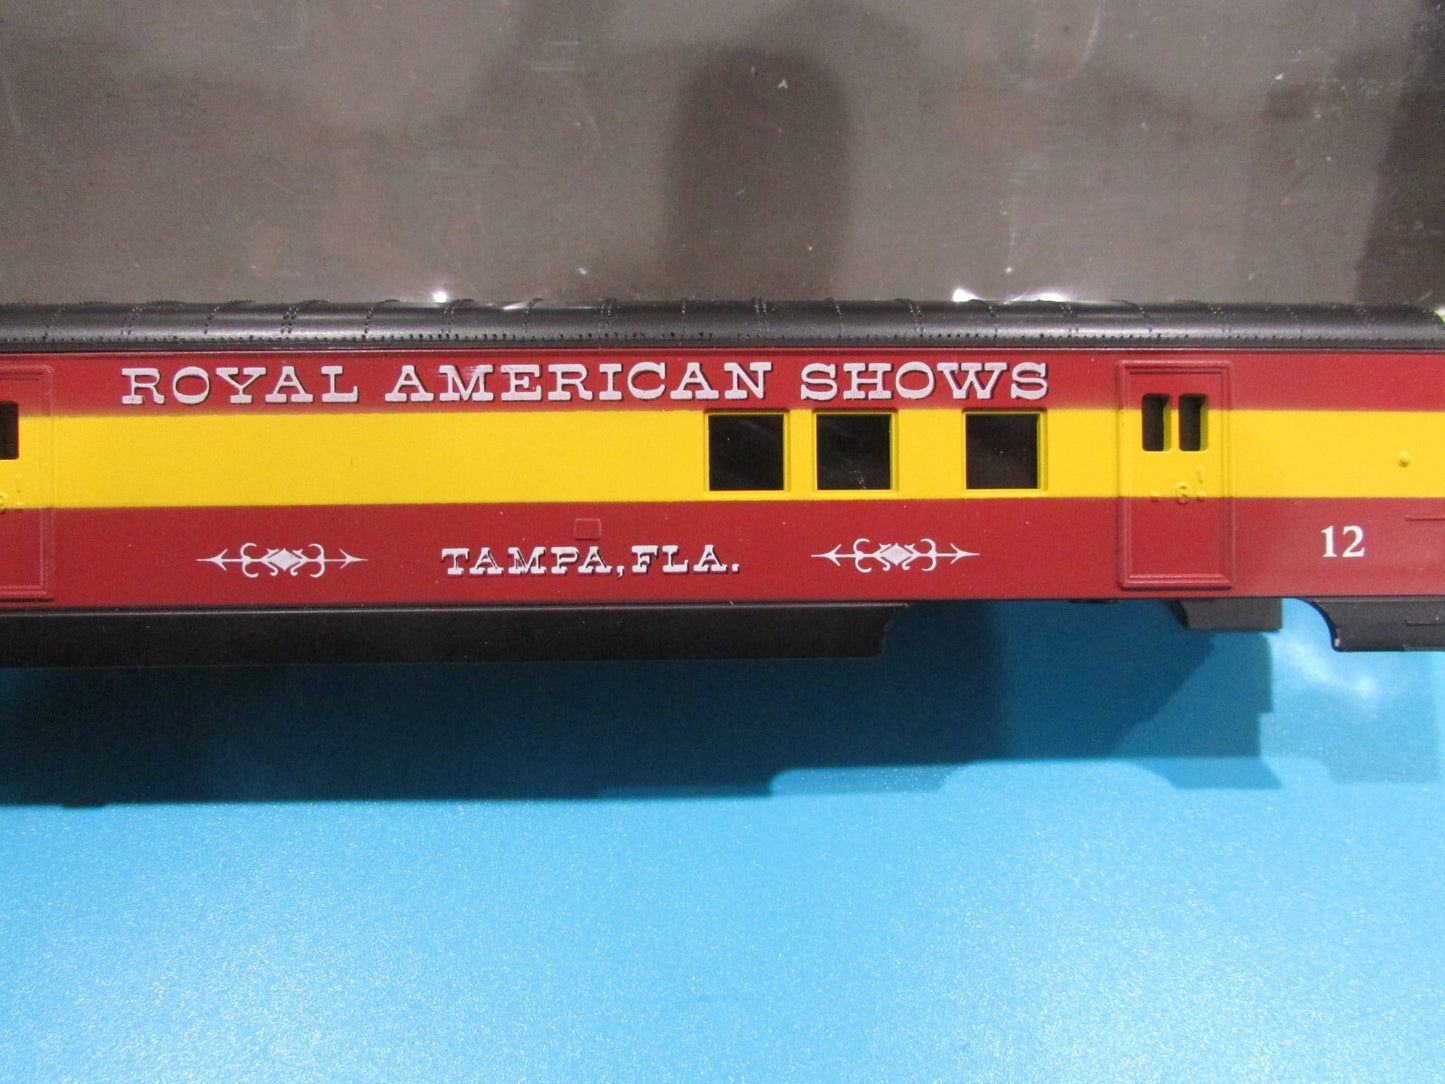 ROYAL AMERICAN SHOWS
TAMPA, FLA.
12